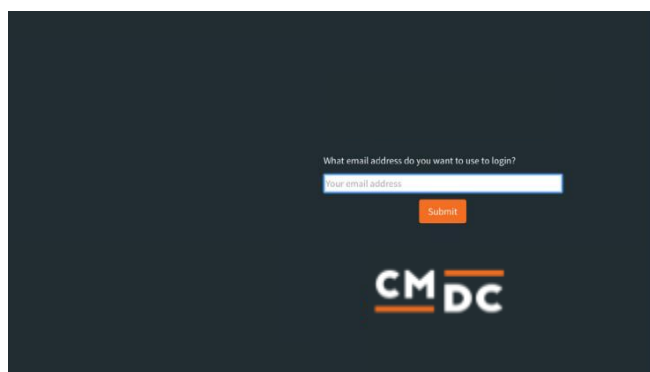 What email address do you want to use to login?
Your email address
Submit
CM
DC